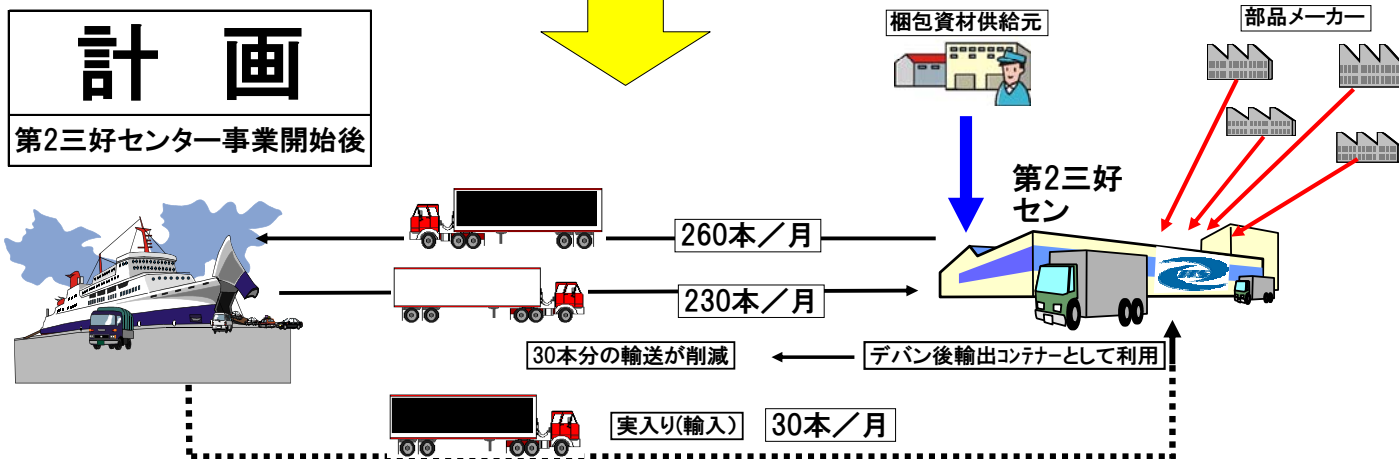 計 画
第2三好センター事業開始後
梱包資材供給元
部品メーカー
第2三好
セン
260本／月
230本／月
30本分の輸送が削減
デバン後輸出コンテナーとして利用
実入り(輸入)
30本／月